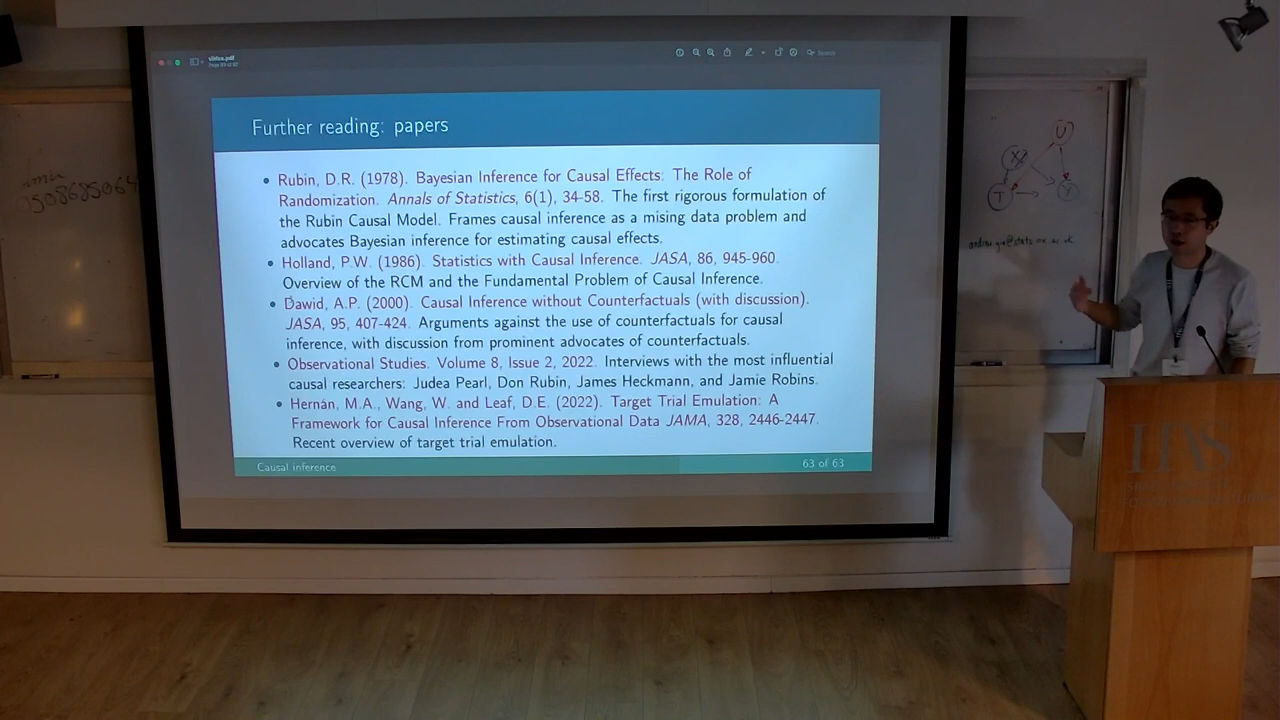 slides.pdf
Search
Further reading: papers
• Rubin, D.R. (1978). Bayesian Inference for Causal Effects: The Role of
Randomization. Annals of Statistics, 6(1), 34-58. The first rigorous formulation of
the Rubin Causal Model. Frames causal inference as a mising data problem and
advocates Bayesian inference for estimating causal effects.
• Holland, P.W. (1986). Statistics with Causal Inference. JASA, 86, 945-960.
Overview of the RCM and the Fundamental Problem of Causal Inference.
• Dawid, A.P. (2000). Causal Inference without Counterfactuals (with discussion).
JASA, 95, 407-424. Arguments against the use of counterfactuals for causal
inference, with discussion from prominent advocates of counterfactuals.
• Observational Studies. Volume 8, Issue 2, 2022. Interviews with the most influential
causal researchers: Judea Pearl, Don Rubin, James Heckmann, and Jamie Robins.
• Hernán, M.A., Wang, W. and Leaf, D.E. (2022). Target Trial Emulation: A
Framework for Causal Inference From Observational Data JAMA, 328, 2446-2447.
Recent overview of target trial emulation.
Causal inference
63 of 63
U
X
T
Y
IIAS